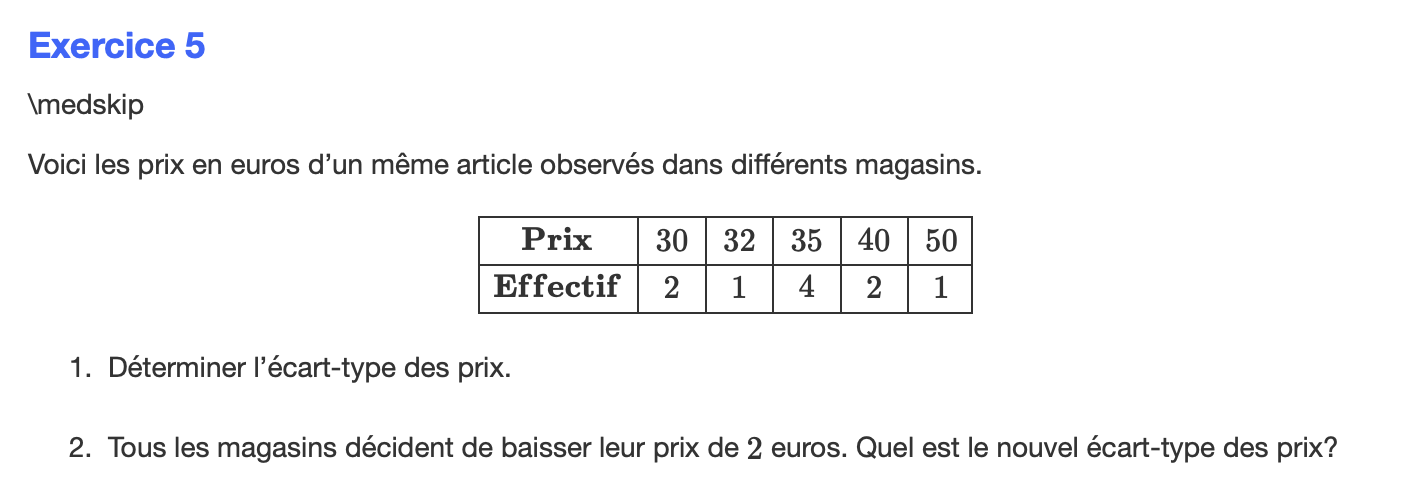 Exercice 5
\medskip
Voici les prix en euros d’un même article observés dans différents magasins.
Prix 30 32 35 40 50
Effectif 2 1 4 2 1
1. Déterminer l’écart-type des prix.
2. Tous les magasins décident de baisser leur prix de 2 euros. Quel est le nouvel écart-type des prix?